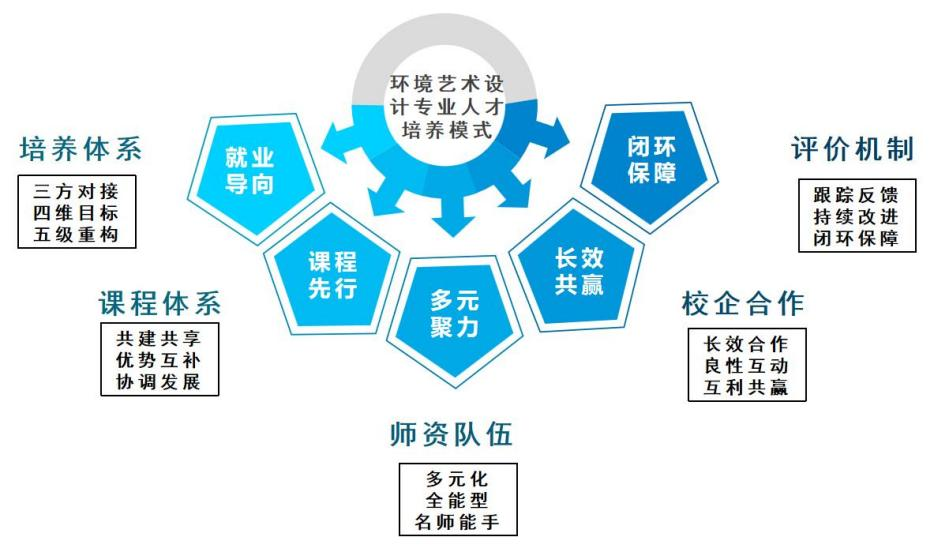 环境艺术设
计专业人才
培养模式
培养体系
三方对接
四维目标
五级重构
就业
导向
课程体系
共建共享
优势互补
协调发展
课程
先行
师资队伍
多元化
全能型
名师能手
多元
聚力
校企合作
长效合作
良性互动
互利共赢
长效
共赢
评价机制
跟踪反馈
持续改进
闭环保障
闭环
保障